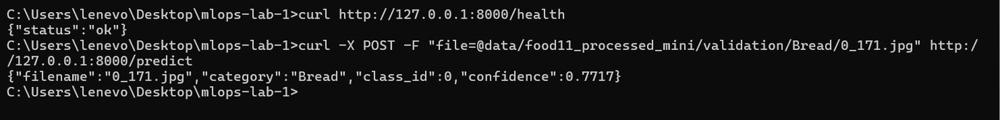 C:\Users\lenevo\Desktop\mlops-lab-1>curl http://127.0.0.1:8000/health
{"status":"ok"}
C:\Users\lenevo\Desktop\mlops-lab-1>curl -X POST -F "file=@data/food11_processed_mini/validation/Bread/0_171.jpg" http:/
/127.0.0.1:8000/predict
{"filename":"0_171.jpg","category":"Bread","class_id":0,"confidence":0.7717}
C:\Users\lenevo\Desktop\mlops-lab-1>